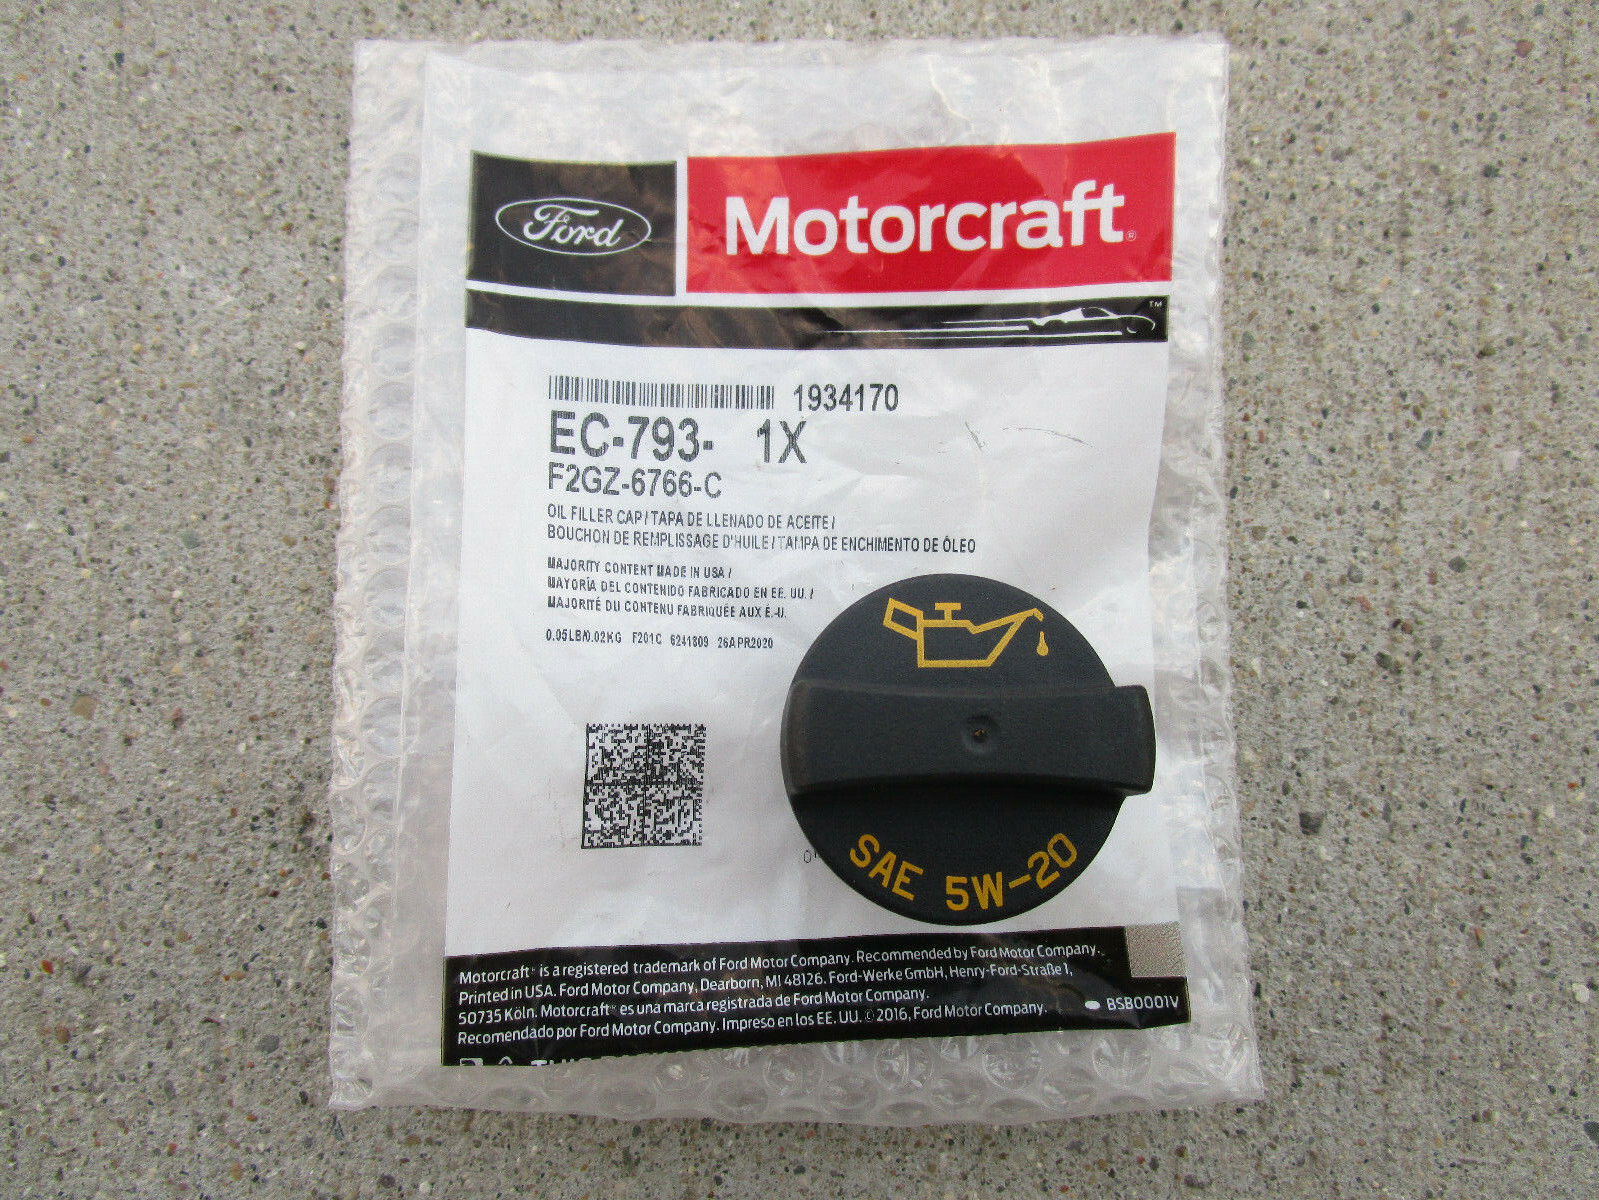 Ford
Motorcraft®
™
1934170
EC-793- 1X
F2GZ-6766-C
OIL FILLER CAP / TAPA DE LLENADO DE ACEITE /
BOUCHON DE REMPLISSAGE D'HUILE / TAMPA DE ENCHIMENTO DE ÓLEO
MAJORITY CONTENT MADE IN USA /
MAYORÍA DEL CONTENIDO FABRICADO EN EE. UU. /
MAJORITÉ DU CONTENU FABRIQUÉE AUX É.-U.
0.05LB/0.02KG F201C 6241809 26APR2020
SAE 5W-20
Motorcraft® is a registered trademark of Ford Motor Company. Recommended by Ford Motor Company.
Printed in USA. Ford Motor Company, Dearborn, MI 48126. Ford-Werke GmbH, Henry-Ford-Straße 1,
50735 Köln. Motorcraft® es una marca registrada de Ford Motor Company.
Recomendado por Ford Motor Company. Impreso en los EE. UU. © 2016, Ford Motor Company.
BSB0001V